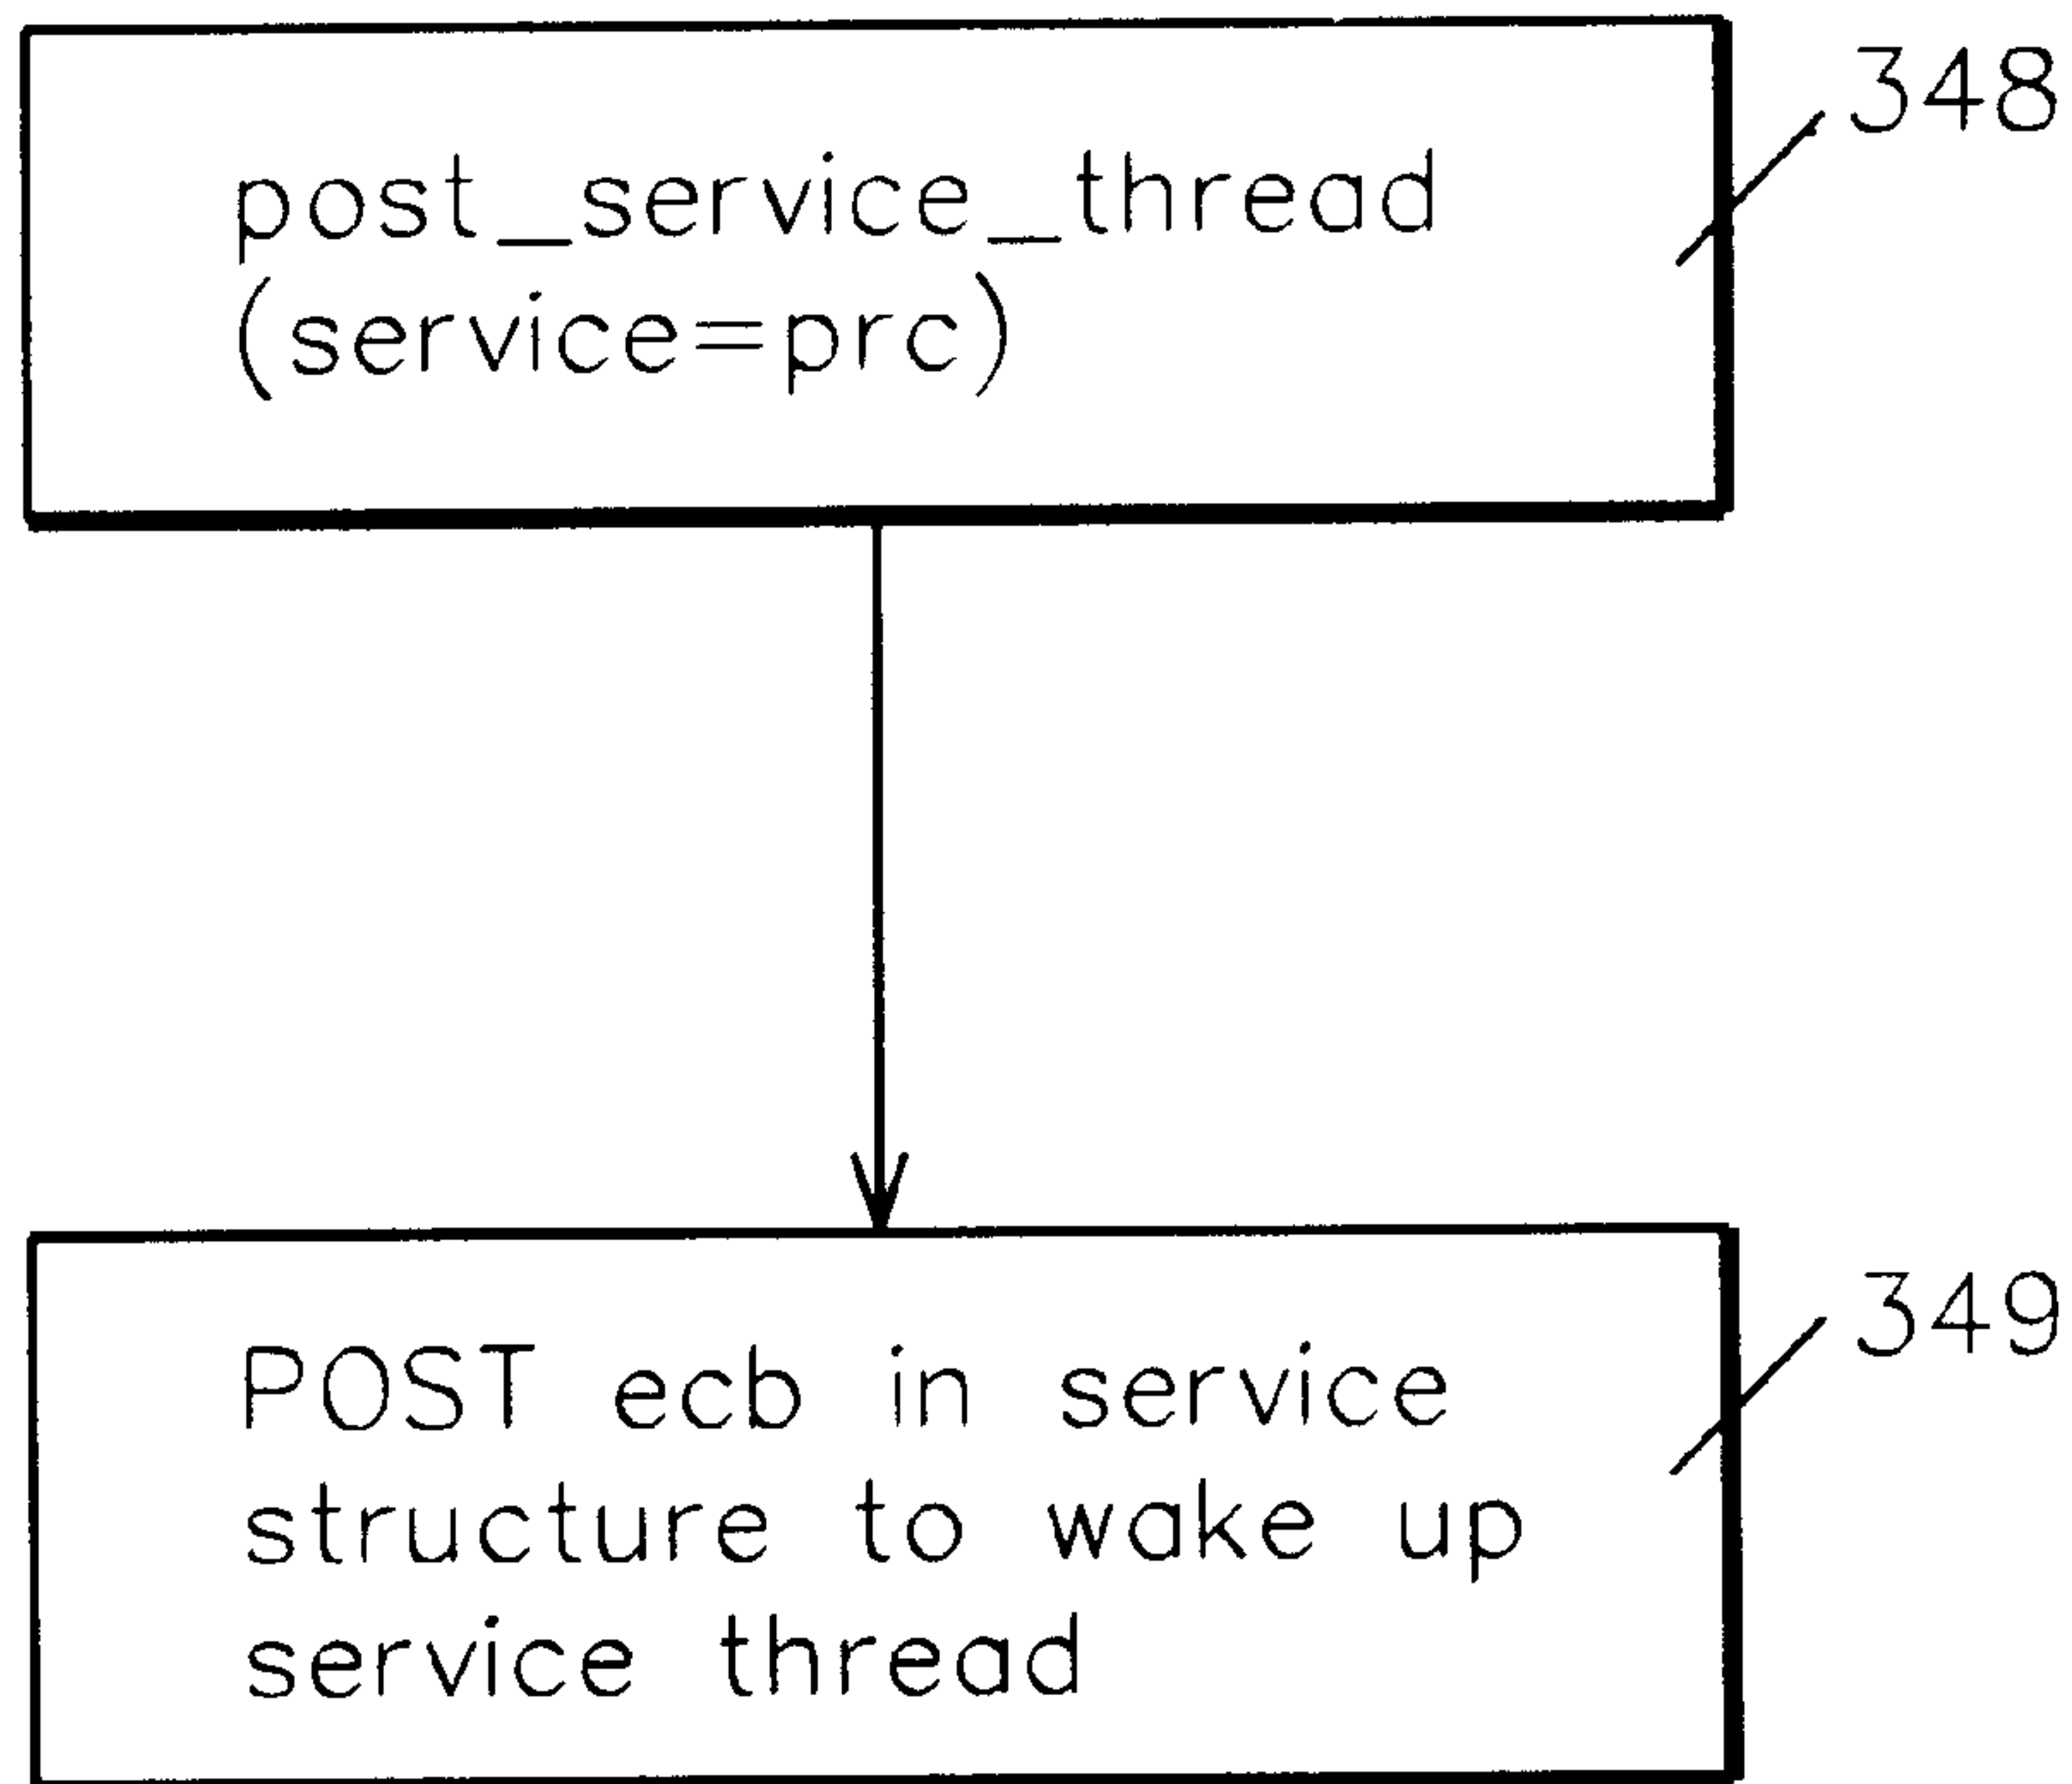 348
post_service_thread
(service=prc)
349
POST ecb in service
structure to wake up
service thread